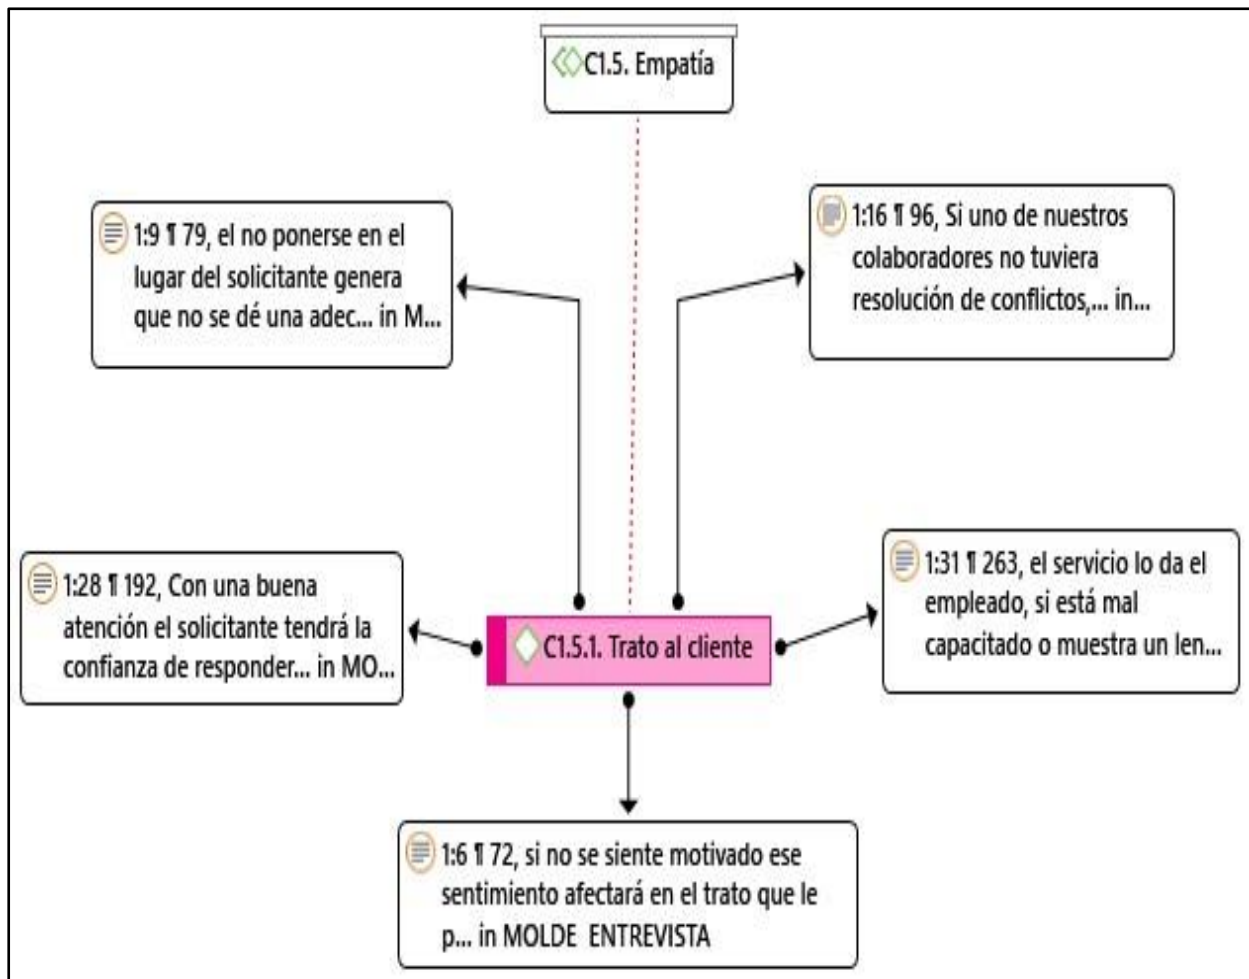 C1.5. Empatía
1:9 ¶ 79, el no ponerse en el
lugar del solicitante genera
que no se dé una adec... in M...
1:16 ¶ 96, Si uno de nuestros
colaboradores no tuviera
resolución de conflictos,... in...
1:28 ¶ 192, Con una buena
atención el solicitante tendrá la
confianza de responder... in MO...
C1.5.1. Trato al cliente
1:31 ¶ 263, el servicio lo da el
empleado, si está mal
capacitado o muestra un len...
1:6 ¶ 72, si no se siente motivado ese
sentimiento afectará en el trato que le
p... in MOLDE ENTREVISTA